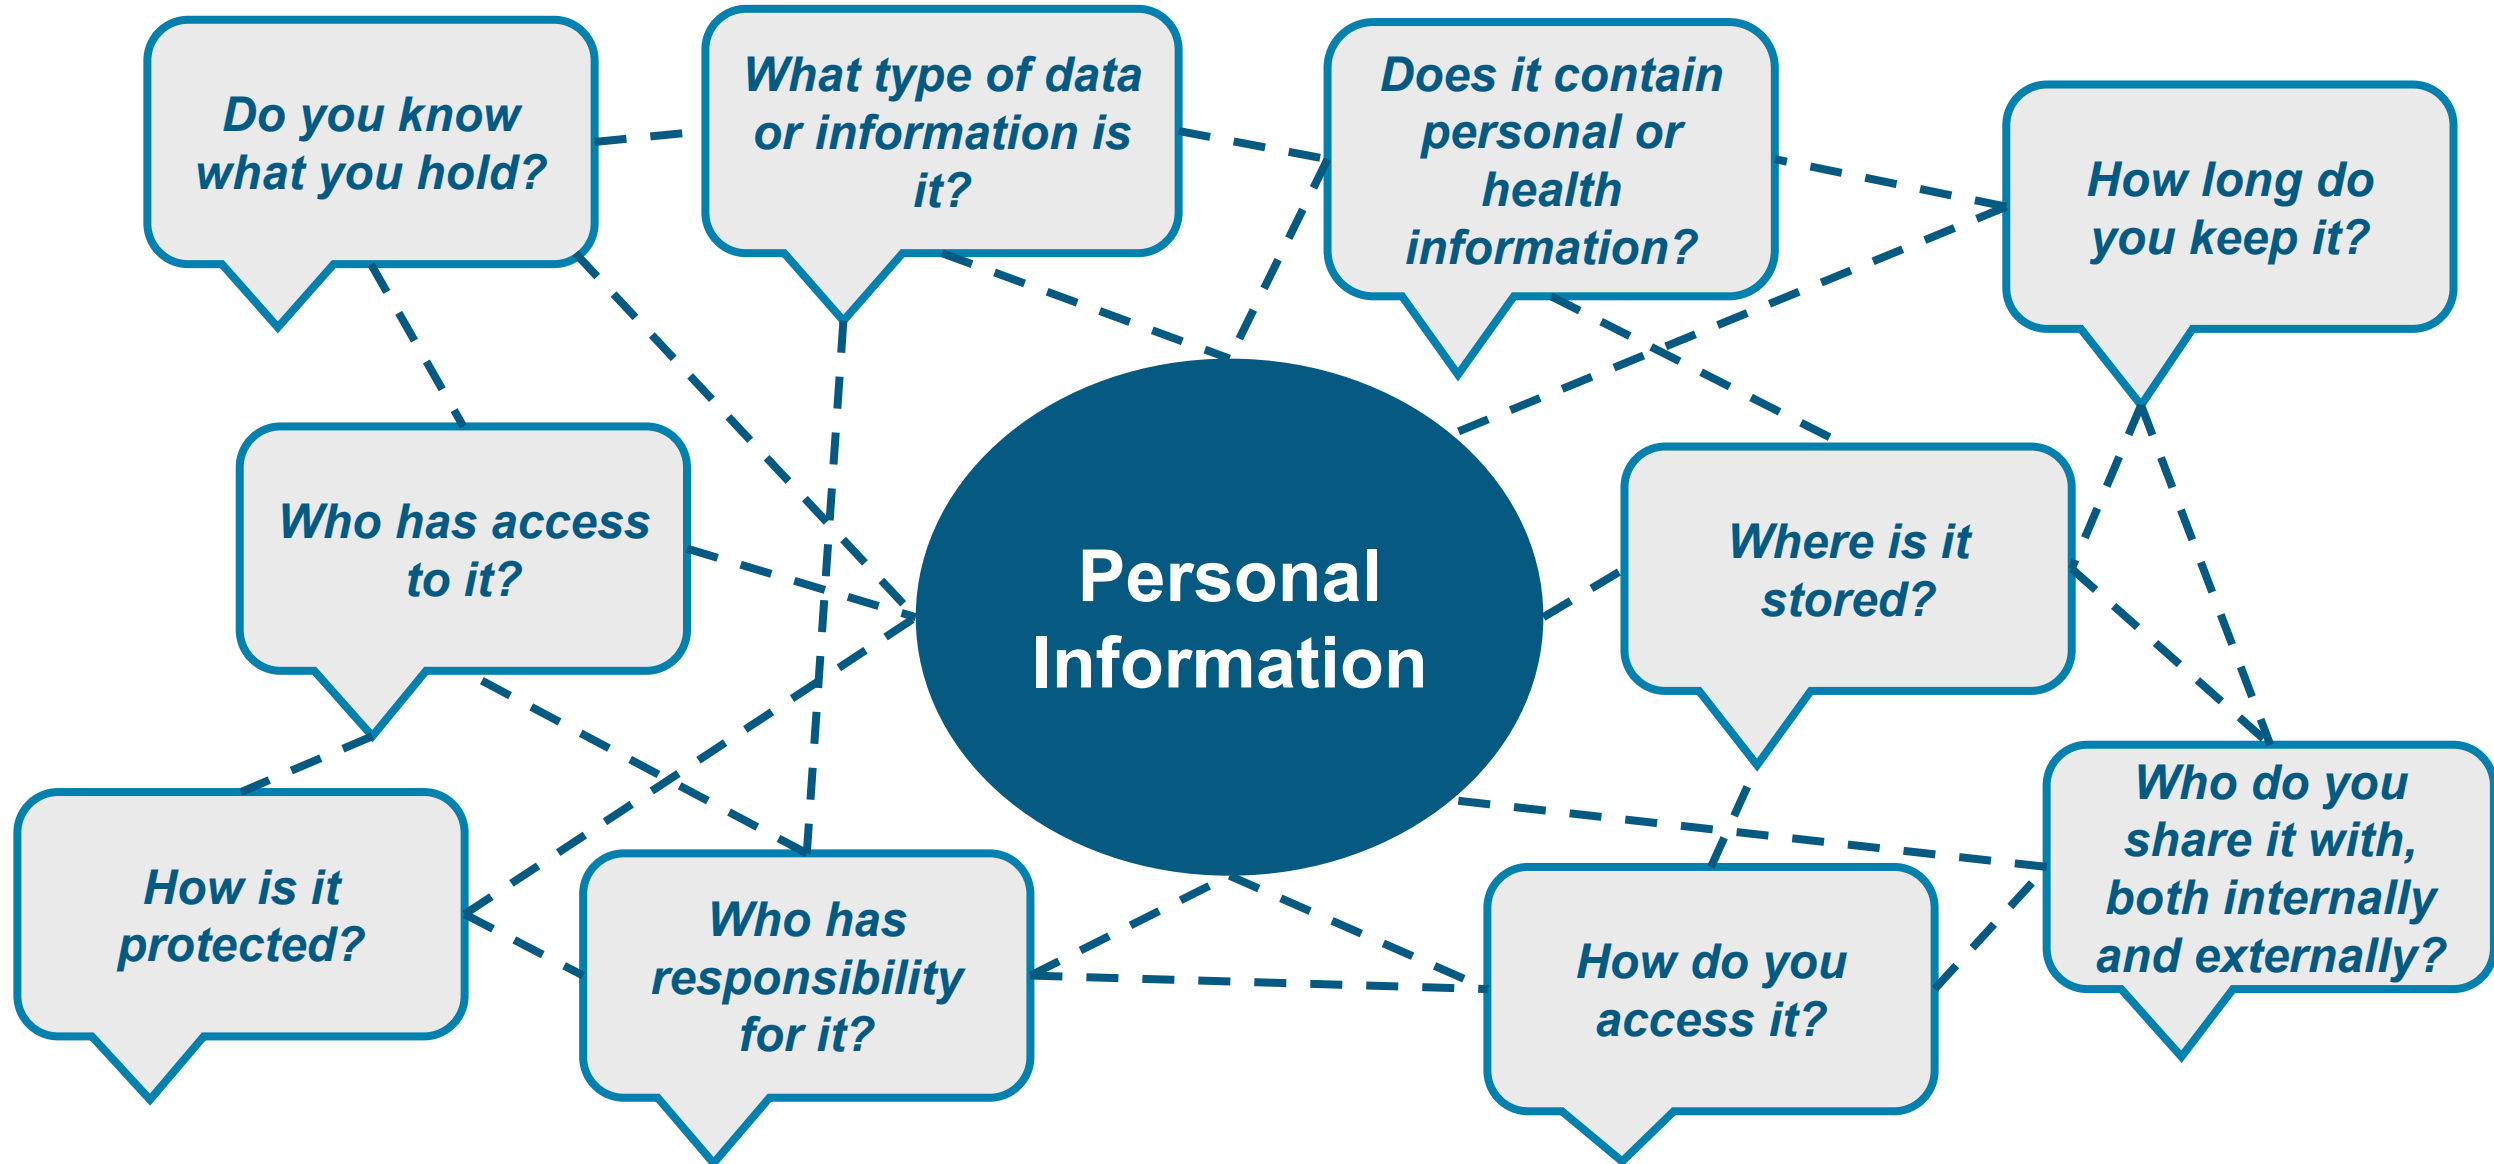 Do you know
what you hold?
What type of data
or information is
it?
Does it contain
personal or
health
information?
How long do
you keep it?
Who has access
to it?
Personal
Information
Where is it
stored?
How is it
protected?
Who has
responsibility
for it?
How do you
access it?
Who do you
share it with,
both internally
and externally?